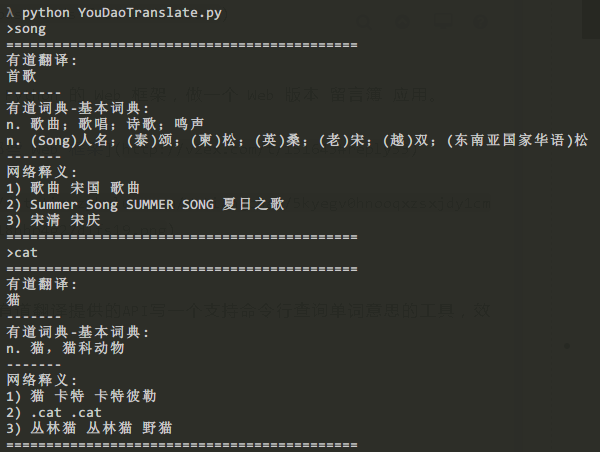 λ python YouDaoTranslate.py
>song
============================================
有道翻译:
首歌
-------
有道词典-基本词典:
n. 歌曲；歌唱；诗歌；鸣声
n. (Song)人名；(泰)颂；(柬)松；(英)桑；(老)宋；(越)双；(东南亚国家华语)松
-------
网络释义:
1) 歌曲 宋国 歌曲
2) Summer Song SUMMER SONG 夏日之歌
3) 宋清 宋庆
============================================
>cat
============================================
有道翻译:
猫
-------
有道词典-基本词典:
n. 猫，猫科动物
-------
网络释义:
1) 猫 卡特 卡特彼勒
2) .cat .cat
3) 丛林猫 丛林猫 野猫
============================================